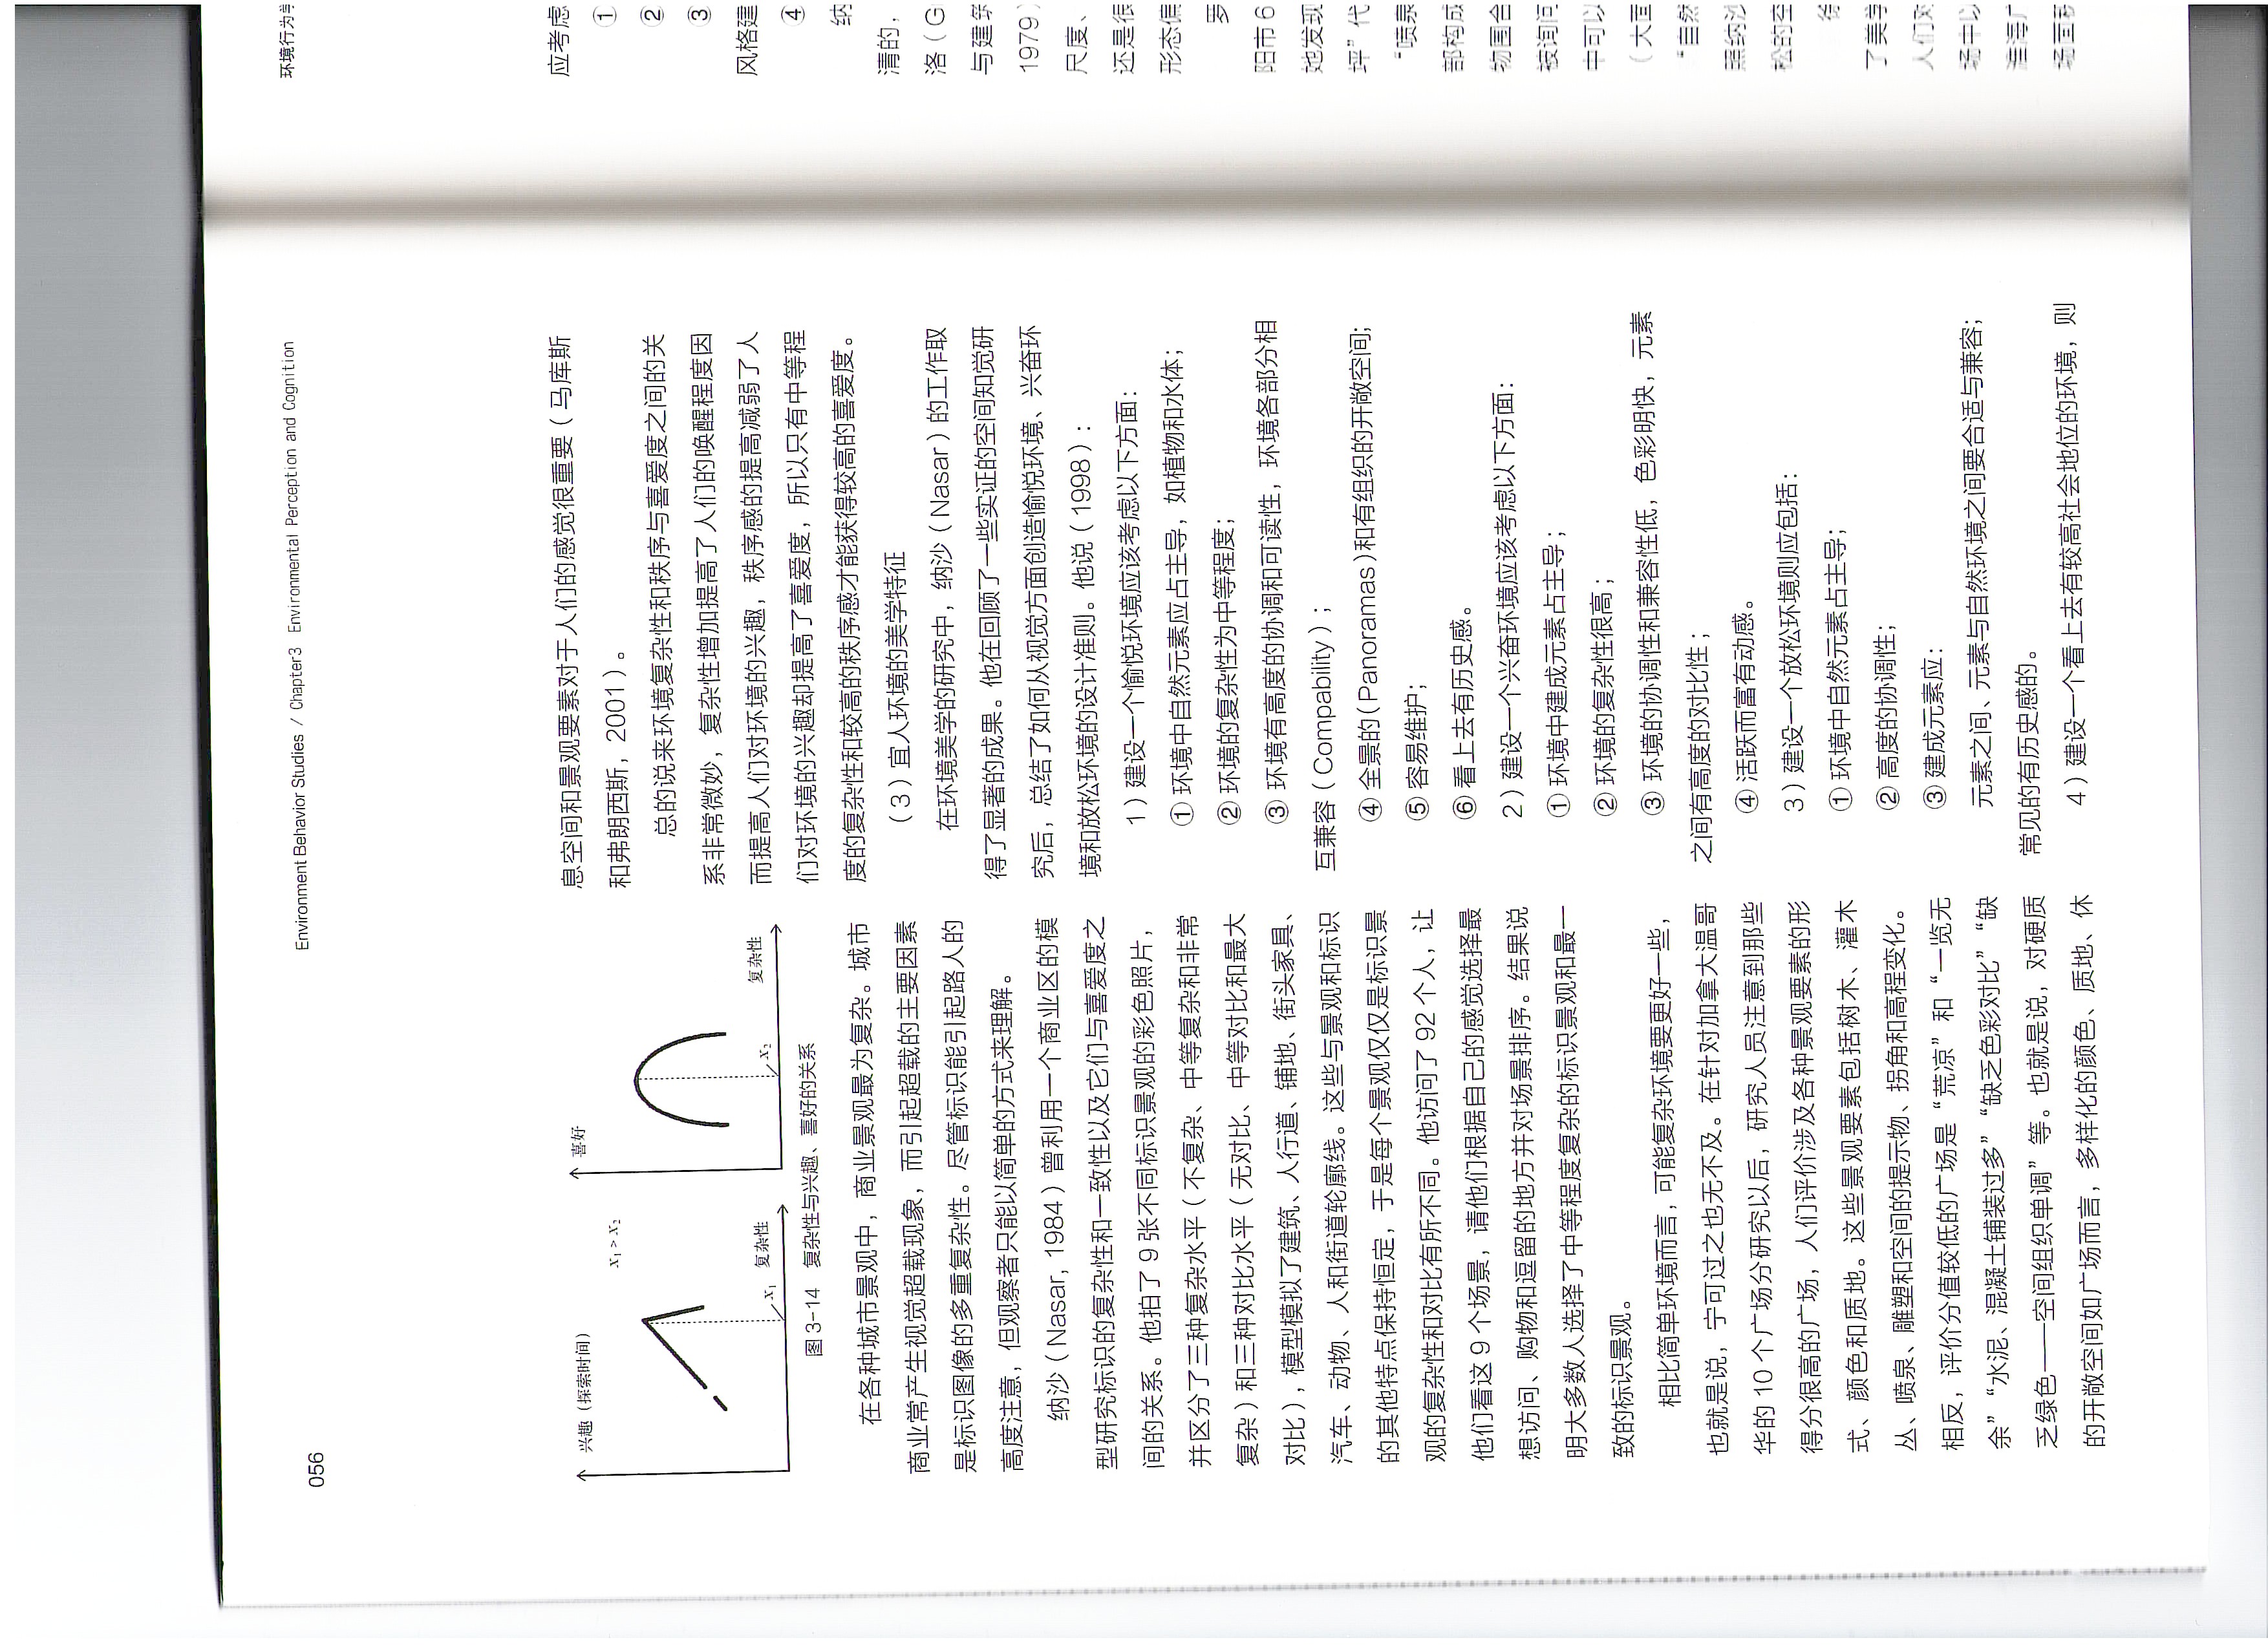 056
Environment Behavior Studies / Chapter3 Environmental Perception and Cognition
兴趣（探索时间）
x₁ > x₂
x₁
复杂性
喜好
x₂
复杂性
图 3-14 复杂性与兴趣、喜好的关系
在各种城市景观中，商业景观最为复杂。城市
商业常产生视觉超载现象，而引起超载的主要因素
是标识图像的多重复杂性。尽管标识能引起路人的
高度注意，但观察者只能以简单的方式来理解。
纳沙（Nasar, 1984）曾利用一个商业区的模
型研究标识的复杂性和一致性以及它们与喜爱度之
间的关系。他拍了 9 张不同标识景观的彩色照片，
并区分了三种复杂水平（不复杂、中等复杂和非常
复杂）和三种对比水平（无对比、中等对比和最大
对比），模型模拟了建筑、人行道、铺地、街头家具、
汽车、动物、人和街道轮廓线。这些与景观和标识
的其他特点保持恒定，于是每个景观仅仅是标识景
观的复杂性和对比有所不同。他访问了 92 个人，让
他们看这 9 个场景，请他们根据自己的感觉选择最
想访问、购物和逗留的地方并对场景排序。结果说
明大多数人选择了中等程度复杂的标识景观和最一
致的标识景观。
相比简单环境而言，可能复杂环境要更好一些，
也就是说，宁可过之也无不及。在针对加拿大温哥
华的 10 个广场分研究以后，研究人员注意到那些
得分很高的广场，人们评价涉及各种景观要素的形
式、颜色和质地。这些景观要素包括树木、灌木
丛、喷泉、雕塑和空间的提示物、拐角和高程变化。
相反，评价分值较低的广场是“荒凉”和“一览无
余”“水泥、混凝土铺装过多”“缺乏色彩对比”“缺
乏绿色——空间组织单调”等。也就是说，对硬质
的开敞空间如广场而言，多样化的颜色、质地、休
息空间和景观要素对于人们的感觉很重要（马库斯
和弗朗西斯，2001）。
总的说来环境复杂性和秩序与喜爱度之间的关
系非常微妙，复杂性增加提高了人们的唤醒程度因
而提高人们对环境的兴趣，秩序感的提高减弱了人
们对环境的兴趣却提高了喜爱度，所以只有中等程
度的复杂性和较高的秩序感才能获得较高的喜爱度。
（3）宜人环境的美学特征
在环境美学的研究中，纳沙（Nasar）的工作取
得了显著的成果。他在回顾了一些实证的空间知觉研
究后，总结了如何从视觉方面创造愉悦环境、兴奋环
境和放松环境的设计准则。他说（1998）：
1）建设一个愉悦环境应该考虑以下方面：
① 环境中自然元素应占主导，如植物和水体；
② 环境的复杂性为中等程度；
③ 环境有高度的协调和可读性，环境各部分相
互兼容（Compability）；
④ 全景的（Panoramas）和有组织的开敞空间；
⑤ 容易维护；
⑥ 看上去有历史感。
2）建设一个兴奋环境应该考虑以下方面：
① 环境中建成元素占主导；
② 环境的复杂性很高；
③ 环境的协调性和兼容性低，色彩明快，元素
之间有高度的对比性；
④ 活跃而富有动感。
3）建设一个放松环境则应包括：
① 环境中自然元素占主导；
② 高度的协调性；
③ 建成元素应：
元素之间、元素与自然环境之间要合适与兼容；
常见的有历史感的。
4）建设一个看上去有较高社会地位的环境，则
环境行为学
应考虑
①
②
③
风格建
④
纳
清的，
洛（G
与建筑
1979）
尺度、
还是很
形态偏
罗
阳市 6
她发现
坪”代
“喷泉
部构成
物围合
被询问
中可以
（大面
“自然
照纳沙
松的空
徐
了美学
人们对
场中以
淮海广
场面积